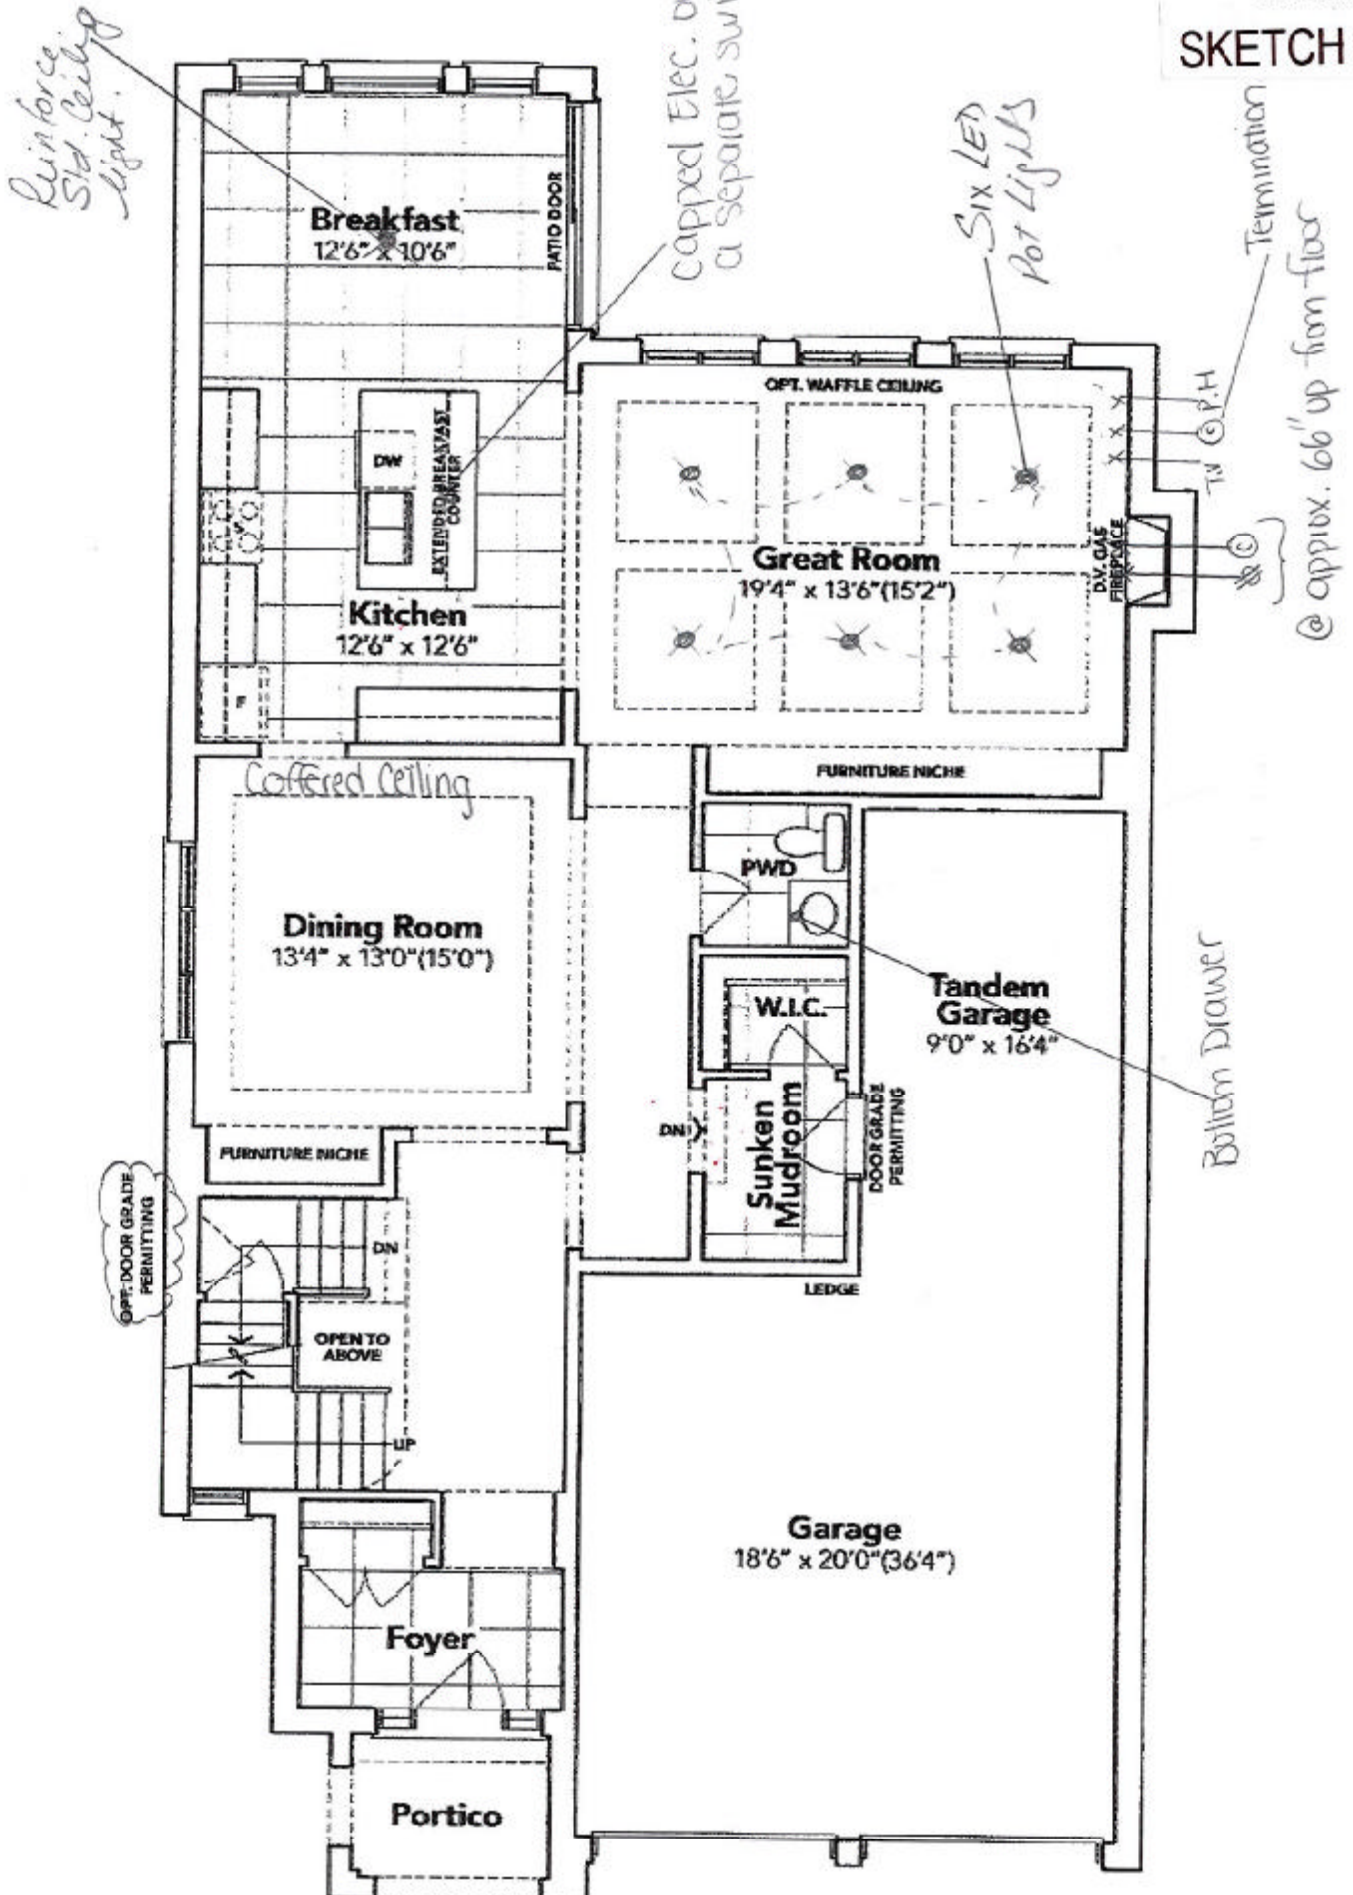 SKETCH
Reinforce
Std. Ceiling
light.
Capped Elec.
a separate
Six LED
Pot Lights
Termination
Breakfast
12'6" x 10'6"
PATIO DOOR
OPT. WAFFLE CEILING
P.H
T.V
@ approx. 66" up from floor
DW
EXTENDED BREAKFAST
COUNTER
Great Room
19'4" x 13'6"(15'2")
D.V. GAS
FIREPLACE
C
C
Kitchen
12'6" x 12'6"
F
Coffered Ceiling
FURNITURE NICHE
PWD
Dining Room
13'4" x 13'0"(15'0")
W.I.C.
Tandem
Garage
9'0" x 16'4"
Drawer
DN
Sunken
Mudroom
DOOR GRADE
PERMITTING
FURNITURE NICHE
OPT. DOOR GRADE
PERMITTING
DN
LEDGE
OPEN TO
ABOVE
UP
Garage
18'6" x 20'0"(36'4")
Foyer
Portico